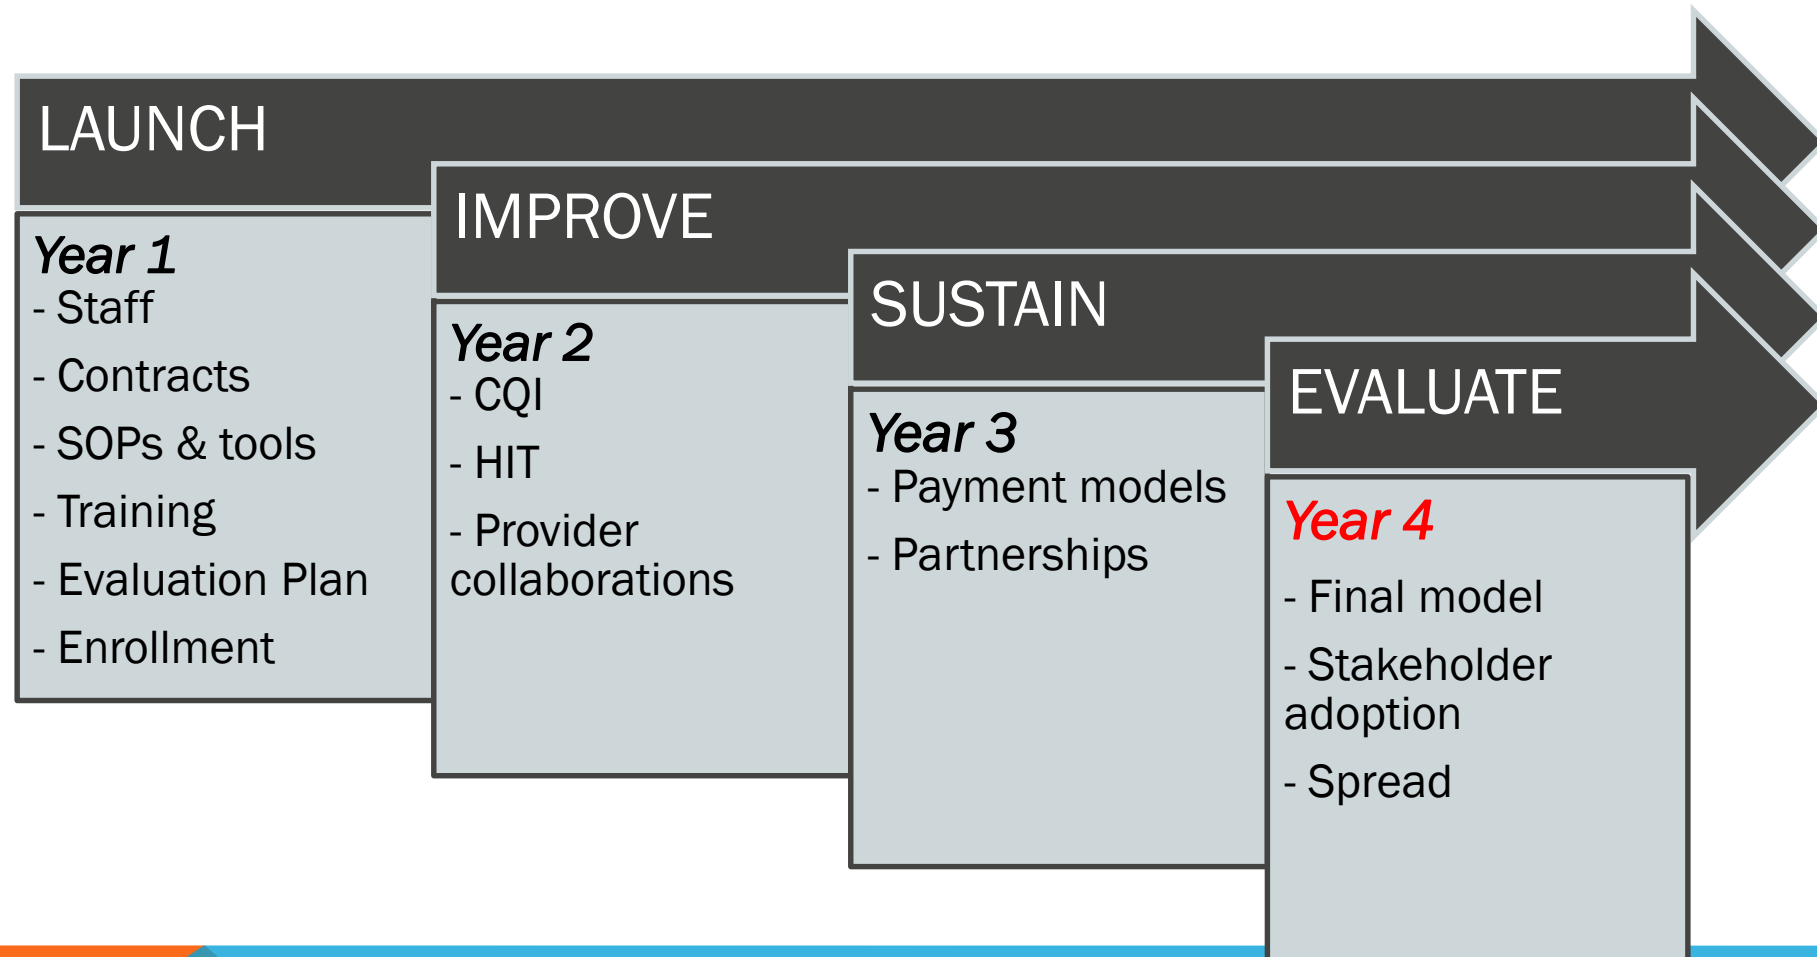 LAUNCH
Year 1
- Staff
- Contracts
- SOPs & tools
- Training
- Evaluation Plan
- Enrollment
IMPROVE
Year 2
- CQI
- HIT
- Provider
collaborations
SUSTAIN
Year 3
- Payment models
- Partnerships
EVALUATE
Year 4
- Final model
- Stakeholder
adoption
- Spread